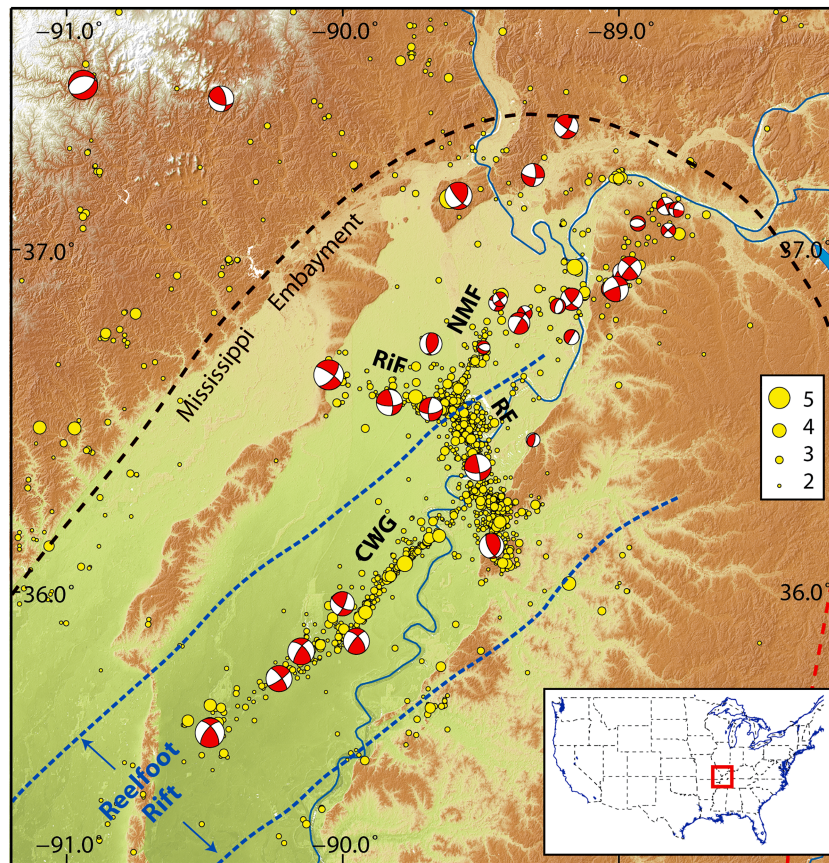 −91.0˚ −90.0˚ −89.0˚
37.0˚ 37.0˚
Mississippi Embayment
NMF
RiF
RF
5
4
3
2
CWG
36.0˚ 36.0˚
Reelfoot
Rift
−91.0˚ −90.0˚